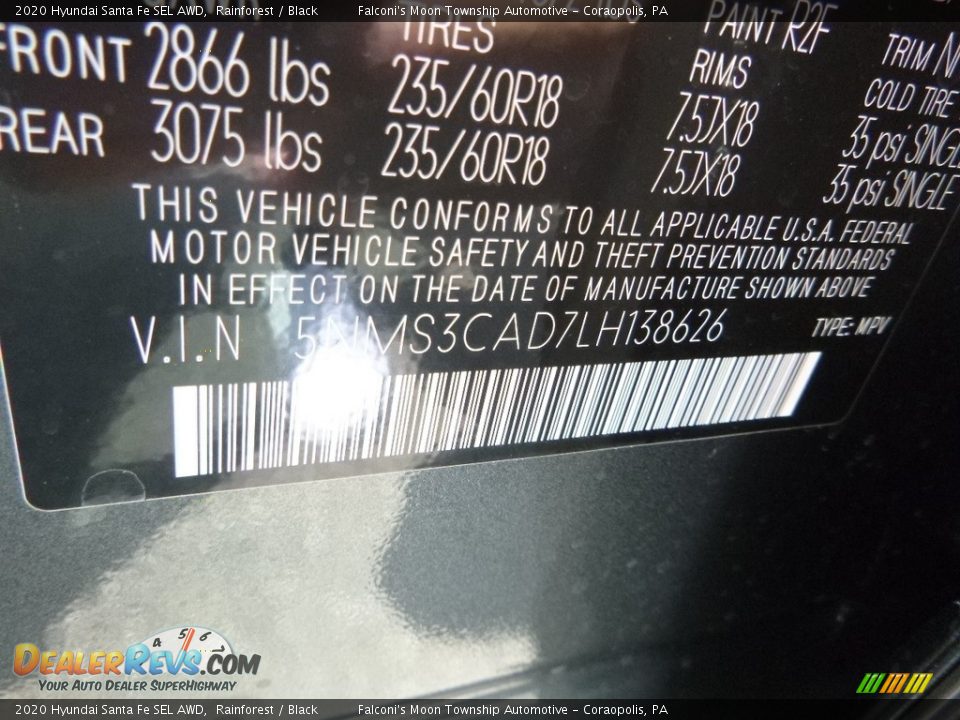 2020 Hyundai Santa Fe SEL AWD, Rainforest / Black Falconi's Moon Township Automotive - Coraopolis, PA
TIRES PAINT R2F TRIM
FRONT 2866 lbs 235/60R18 RIMS COLD TIRE
REAR 3075 lbs 235/60R18 7.5JX18 35 psi SINGLE
7.5JX18 35 psi SINGLE
THIS VEHICLE CONFORMS TO ALL APPLICABLE U.S.A. FEDERAL
MOTOR VEHICLE SAFETY AND THEFT PREVENTION STANDARDS
IN EFFECT ON THE DATE OF MANUFACTURE SHOWN ABOVE
V.I.N 5NMS3CAD7LH138626 TYPE: MPV
4 5 6
DEALERREVS.COM
YOUR AUTO DEALER SUPERHIGHWAY
2020 Hyundai Santa Fe SEL AWD, Rainforest / Black Falconi's Moon Township Automotive - Coraopolis, PA